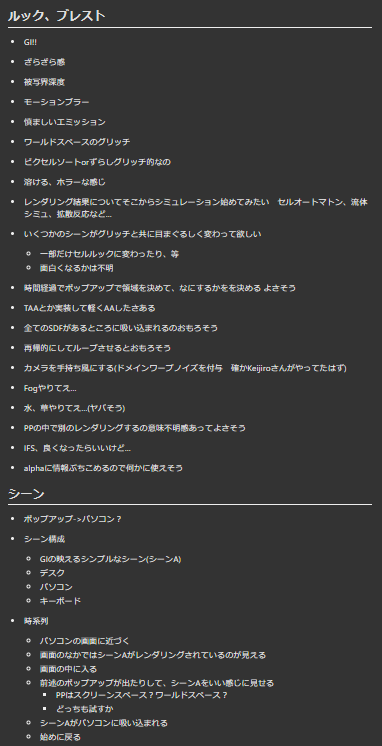 ルック、ブレスト
GI!!
ざらざら感
被写界深度
モーションブラー
慎ましいエミッション
ワールドスペースのグリッチ
ピクセルソートorずらしグリッチ的なの
溶ける、ホラーな感じ
レンダリング結果についてそこからシミュレーション始めてみたい　セルオートマトン、流体
シミュ、拡散反応など...
いくつかのシーンがグリッチと共に目まぐるしく変わって欲しい
一部だけセルルックに変わったり、等
面白くなるかは不明
時間経過でポップアップで領域を決めて、なにするかをを決める よさそう
TAAとか実装して軽くAAしたさある
全てのSDFがあるところに吸い込まれるのおもろそう
再帰的にしてループさせるとおもろそう
カメラを手持ち風にする(ドメインワープノイズを付与　確かKeijiroさんがやってたはず)
Fogやりてえ...
水、華やりてえ...(ヤバそう)
PPの中で別のレンダリングするの意味不明感あってよさそう
IFS、良くなったらいいけど...
alphaに情報ぶちこめるので何かに使えそう
シーン
ポップアップ->パソコン？
シーン構成
GIの映えるシンプルなシーン(シーンA)
デスク
パソコン
キーボード
時系列
パソコンの画面に近づく
画面のなかではシーンAがレンダリングされているのが見える
画面の中に入る
前述のポップアップが出たりして、シーンAをいい感じに見せる
PPはスクリーンスペース？ワールドスペース？
どっちも試すか
シーンAがパソコンに吸い込まれる
始めに戻る